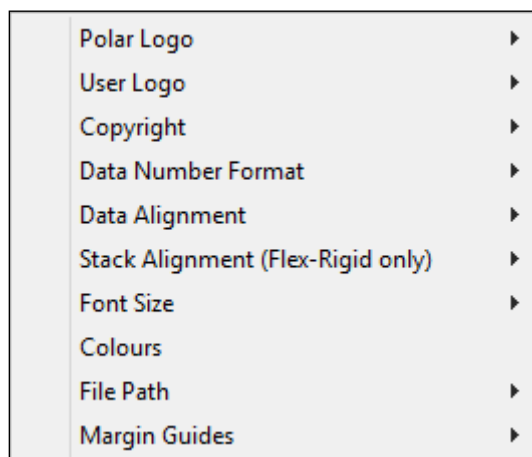 Polar Logo
User Logo
Copyright
Data Number Format
Data Alignment
Stack Alignment (Flex-Rigid only)
Font Size
Colours
File Path
Margin Guides